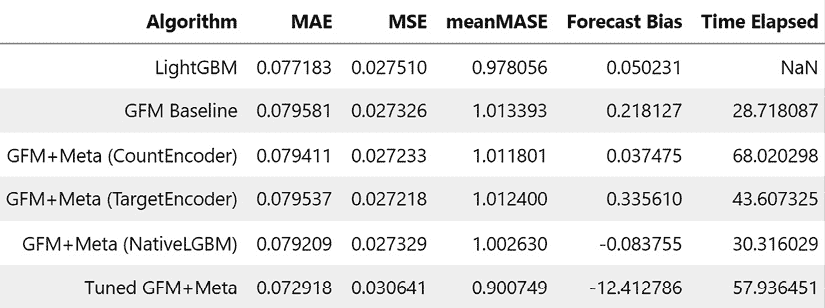 Algorithm MAE MSE meanMASE Forecast Bias Time Elapsed
LightGBM 0.077183 0.027510 0.978056 0.050231 NaN
GFM Baseline 0.079581 0.027326 1.013393 0.218127 28.718087
GFM+Meta (CountEncoder) 0.079411 0.027233 1.011801 0.037475 68.020298
GFM+Meta (TargetEncoder) 0.079537 0.027218 1.012400 0.335610 43.607325
GFM+Meta (NativeLGBM) 0.079209 0.027329 1.002630 -0.083755 30.316029
Tuned GFM+Meta 0.072918 0.030641 0.900749 -12.412786 57.936451